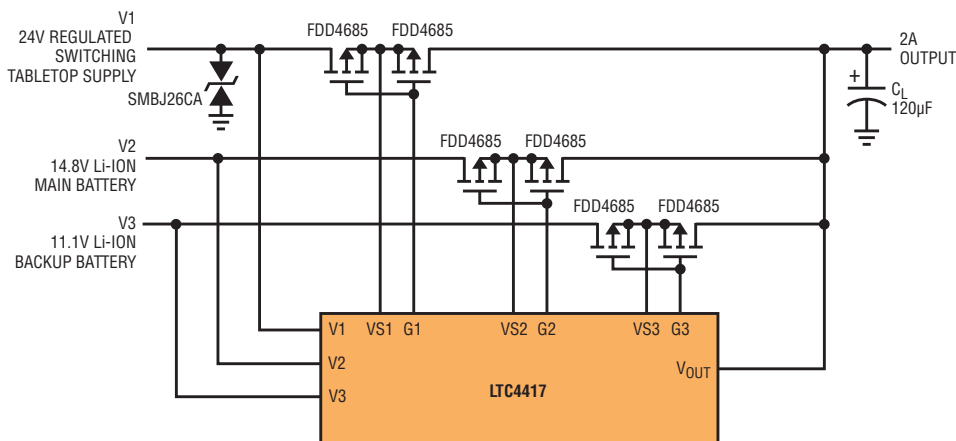 V1
24V REGULATED
SWITCHING
TABLETOP SUPPLY
SMBJ26CA
FDD4685 FDD4685
2A
OUTPUT
+
CL
120µF
V2
14.8V Li-ION
MAIN BATTERY
FDD4685 FDD4685
V3
11.1V Li-ION
BACKUP BATTERY
FDD4685 FDD4685
V1 VS1 G1 VS2 G2 VS3 G3
V2
VOUT
V3
LTC4417